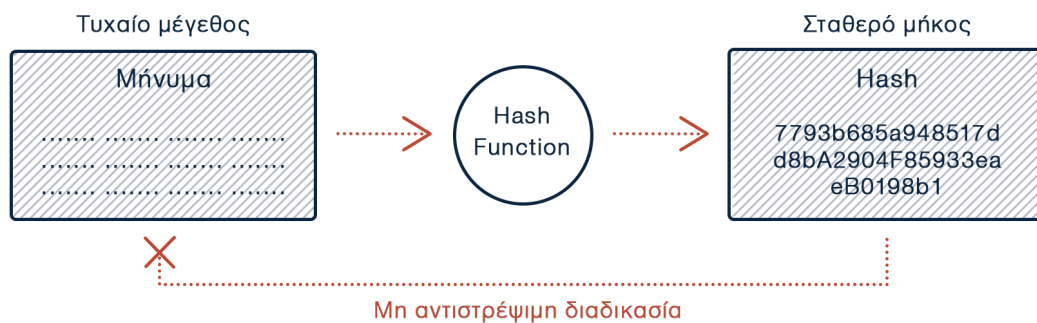 Τυχαίο μέγεθος
Μήνυμα
....... ....... ....... .......
....... ....... ....... .......
....... ....... ....... .......
Hash
Function
Σταθερό μήκος
Hash
7793b685a948517d
d8bA2904F85933ea
eB0198b1
Μη αντιστρέψιμη διαδικασία